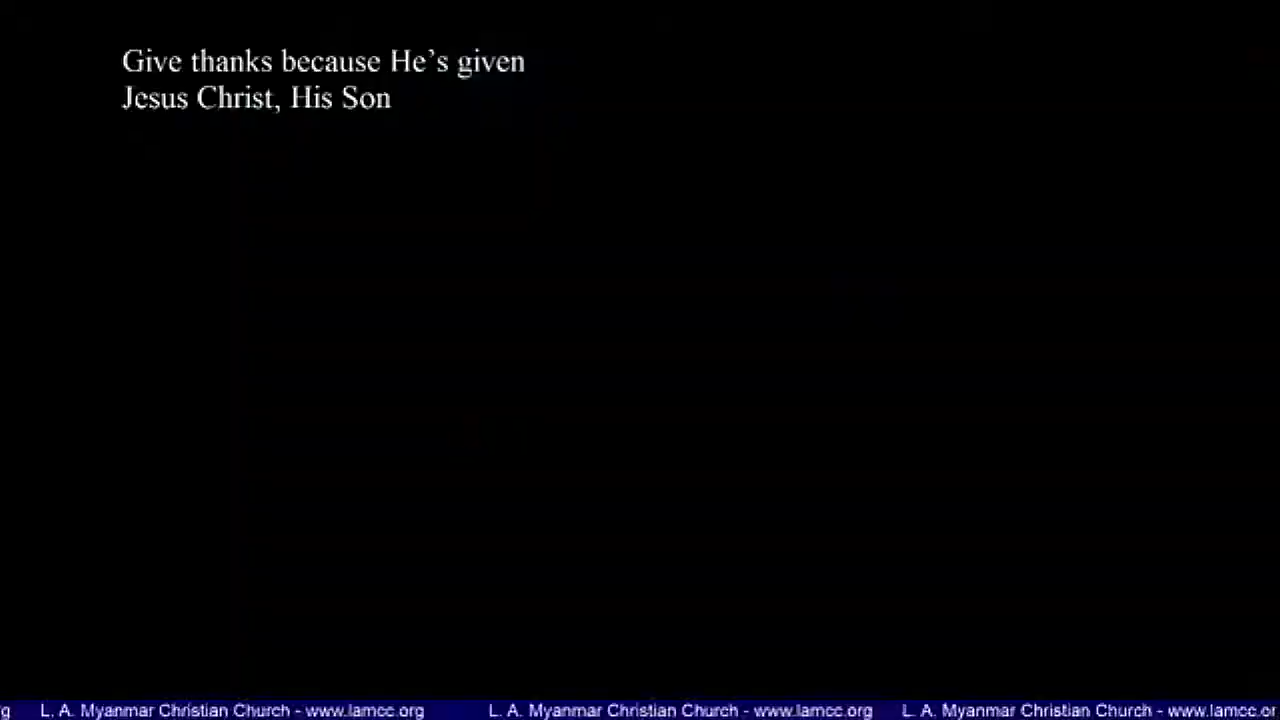 Give thanks because He’s given
Jesus Christ, His Son
rg L. A. Myanmar Christian Church - www.lamcc.org L. A. Myanmar Christian Church - www.lamcc.org L. A. Myanmar Christian Church - www.lamcc.or